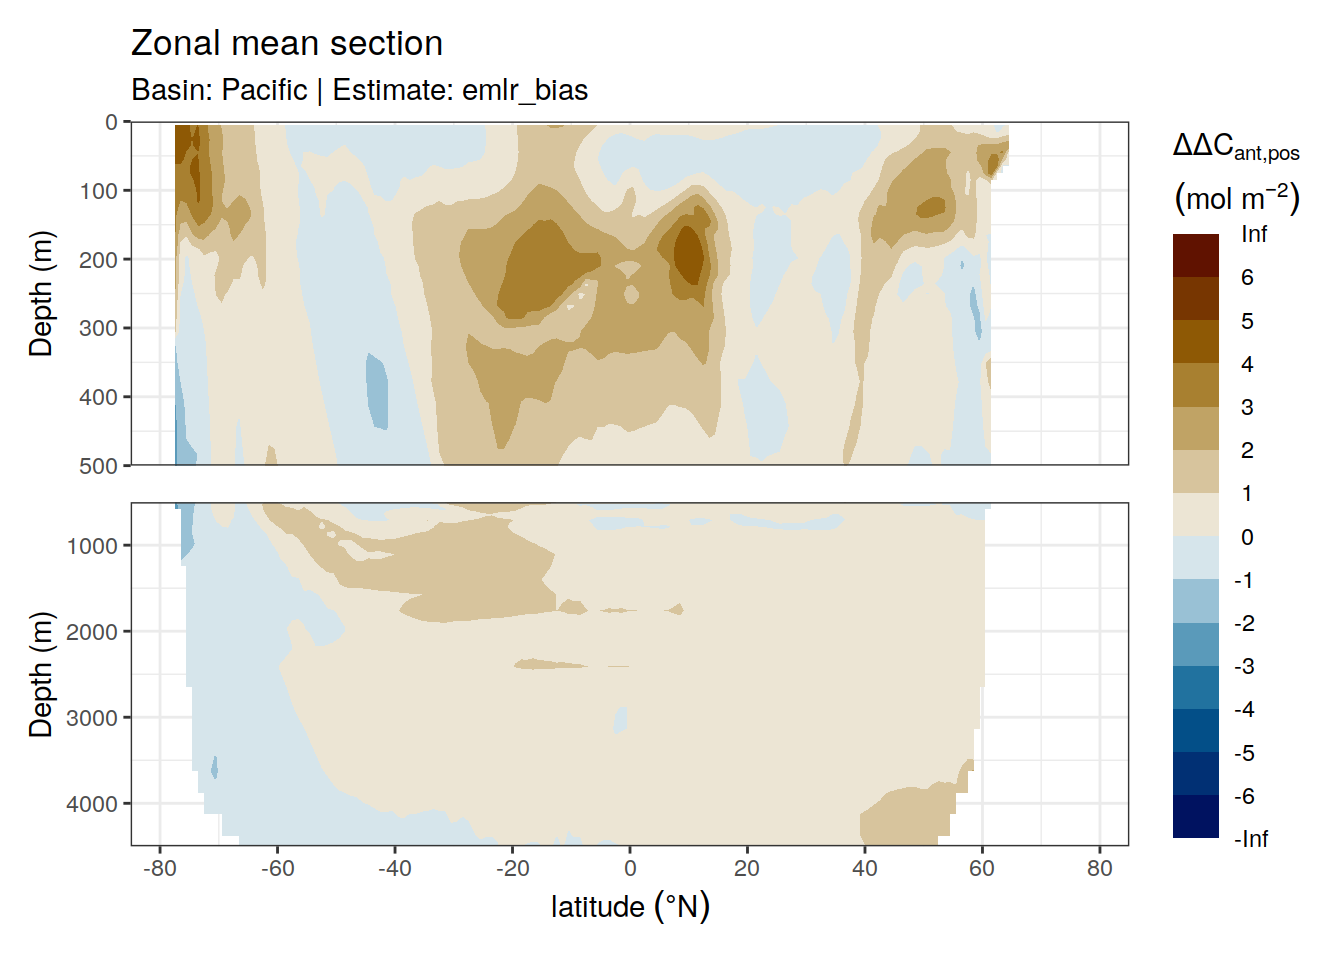 Zonal mean section
Basin: Pacific | Estimate: emlr_bias
0
100
200
300
400
500
Depth (m)
1000
2000
3000
4000
Depth (m)
-80 -60 -40 -20 0 20 40 60 80
latitude (°N)
ΔΔCant,pos
(mol m−2)
Inf
6
5
4
3
2
1
0
-1
-2
-3
-4
-5
-6
-Inf